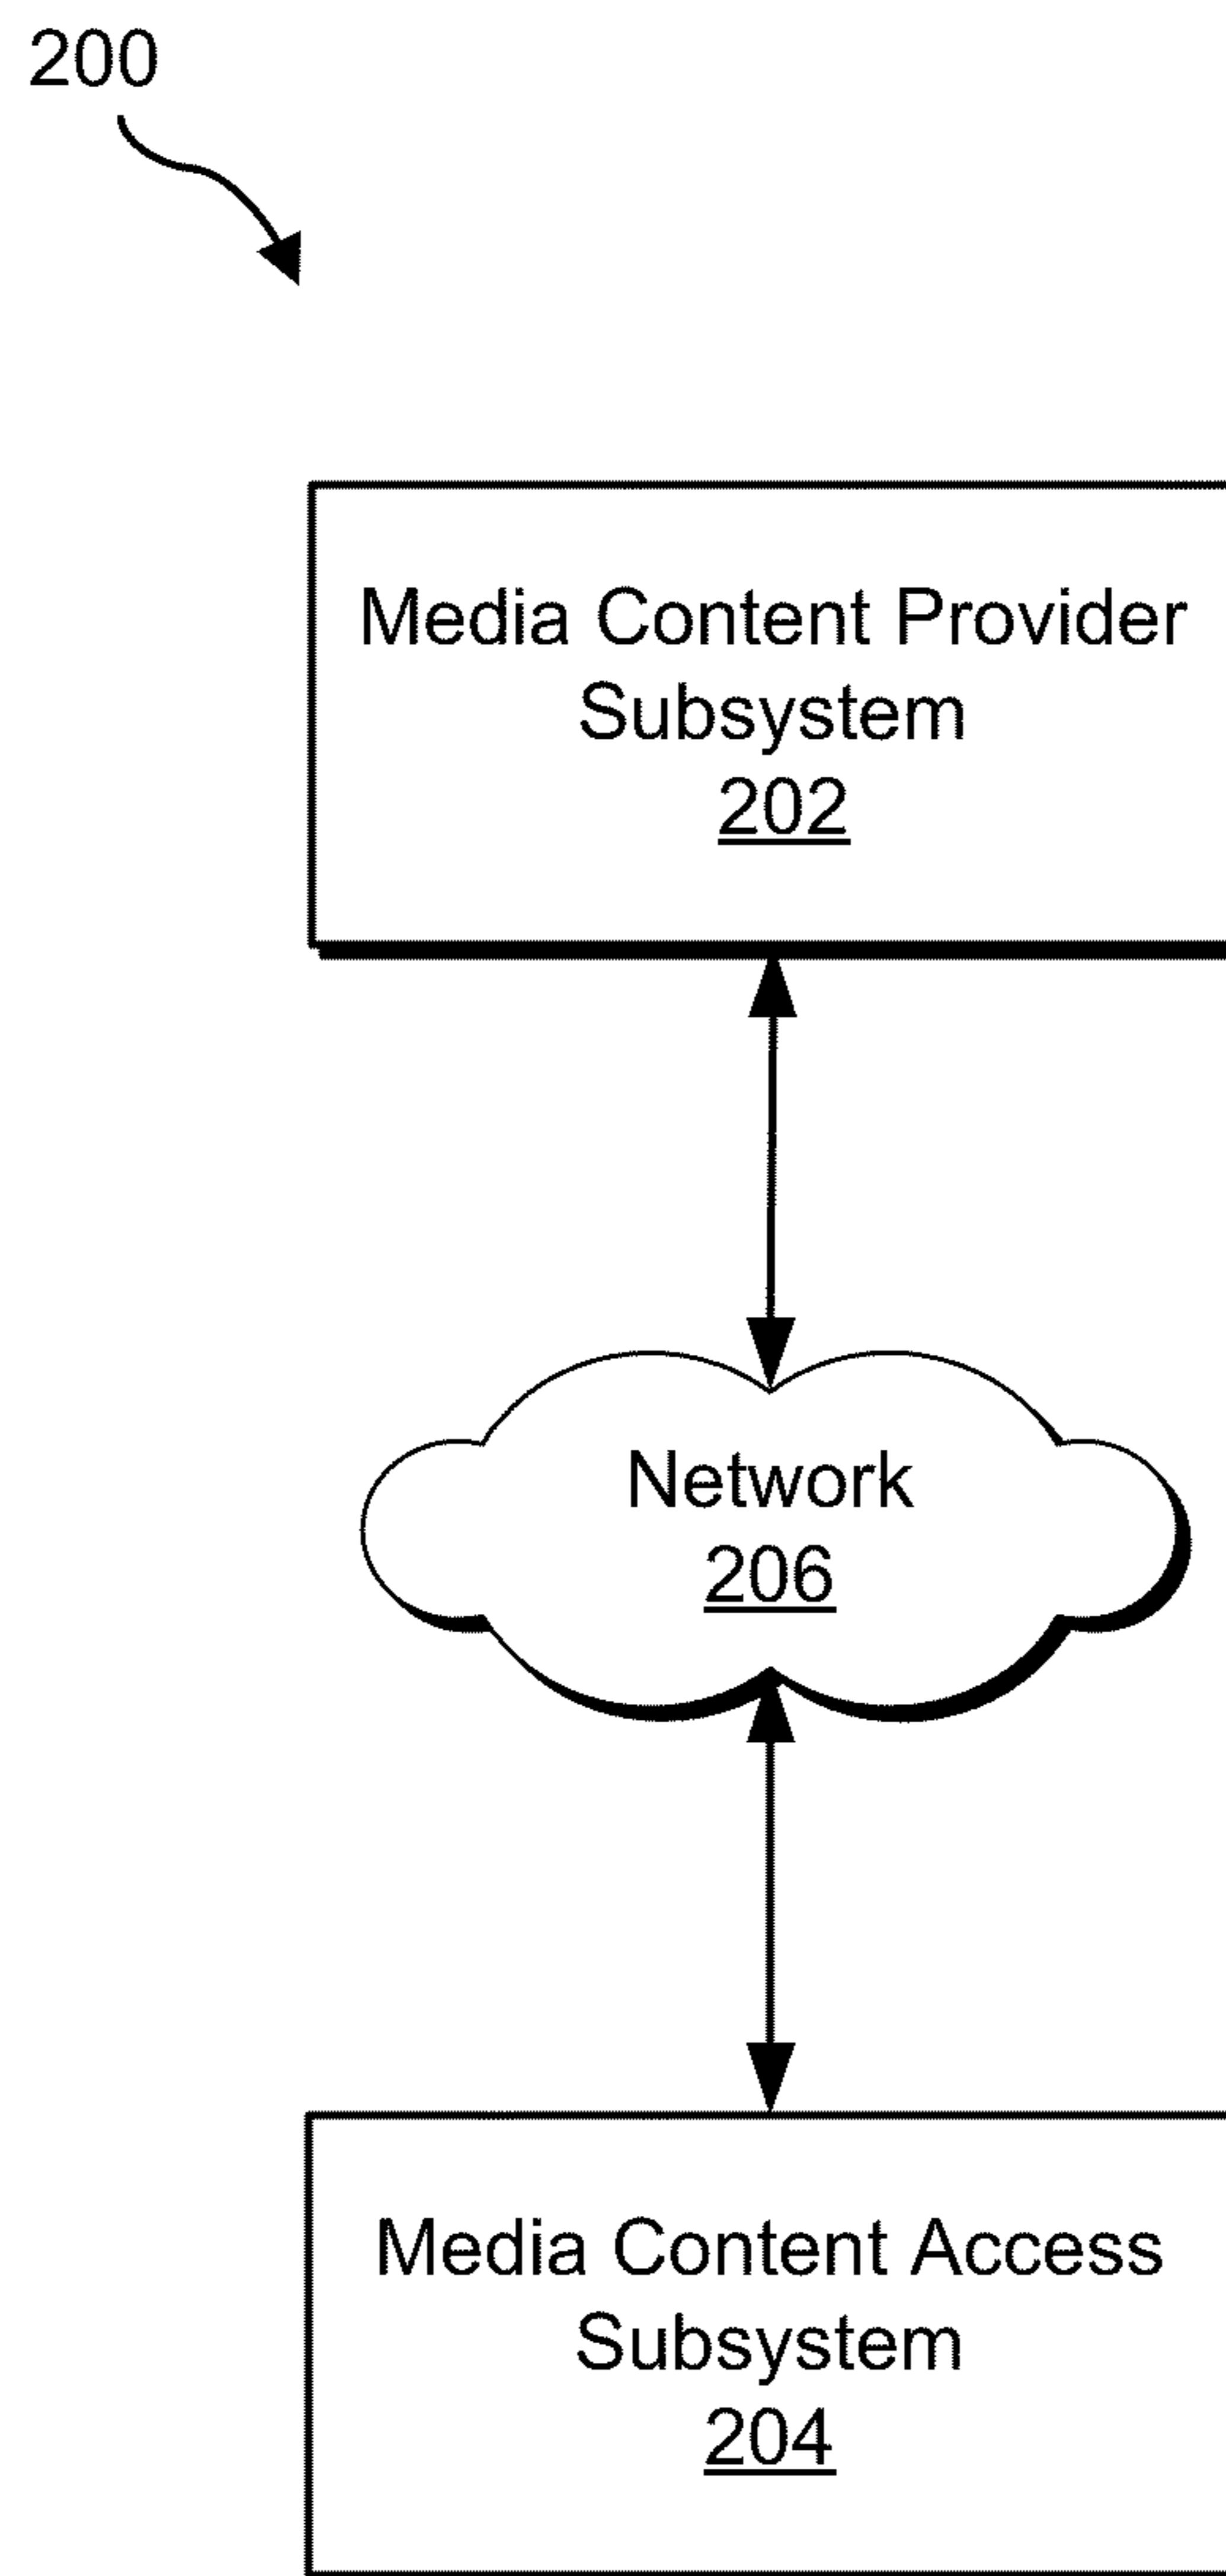 200
Media Content Provider
Subsystem
202
Network
206
Media Content Access
Subsystem
204